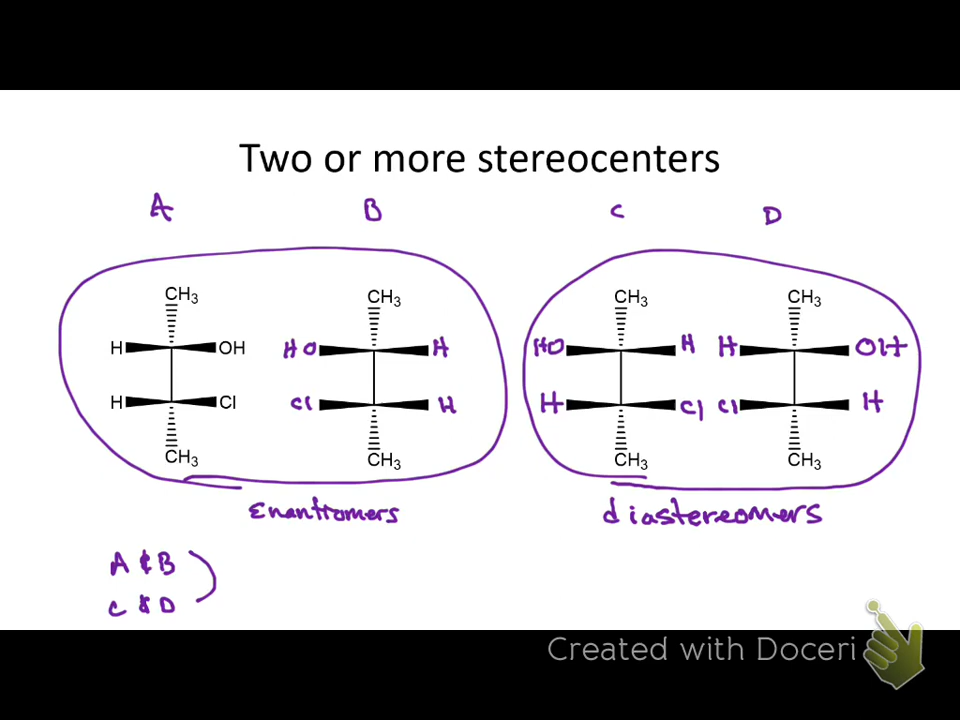 Two or more stereocenters
A B C D
CH3 CH3 CH3 CH3
H OH HO H HO H H OH
H Cl Cl H H Cl Cl H
CH3 CH3 CH3 CH3
Enantiomers diastereomers
A & B
C & D
Created with Doceri